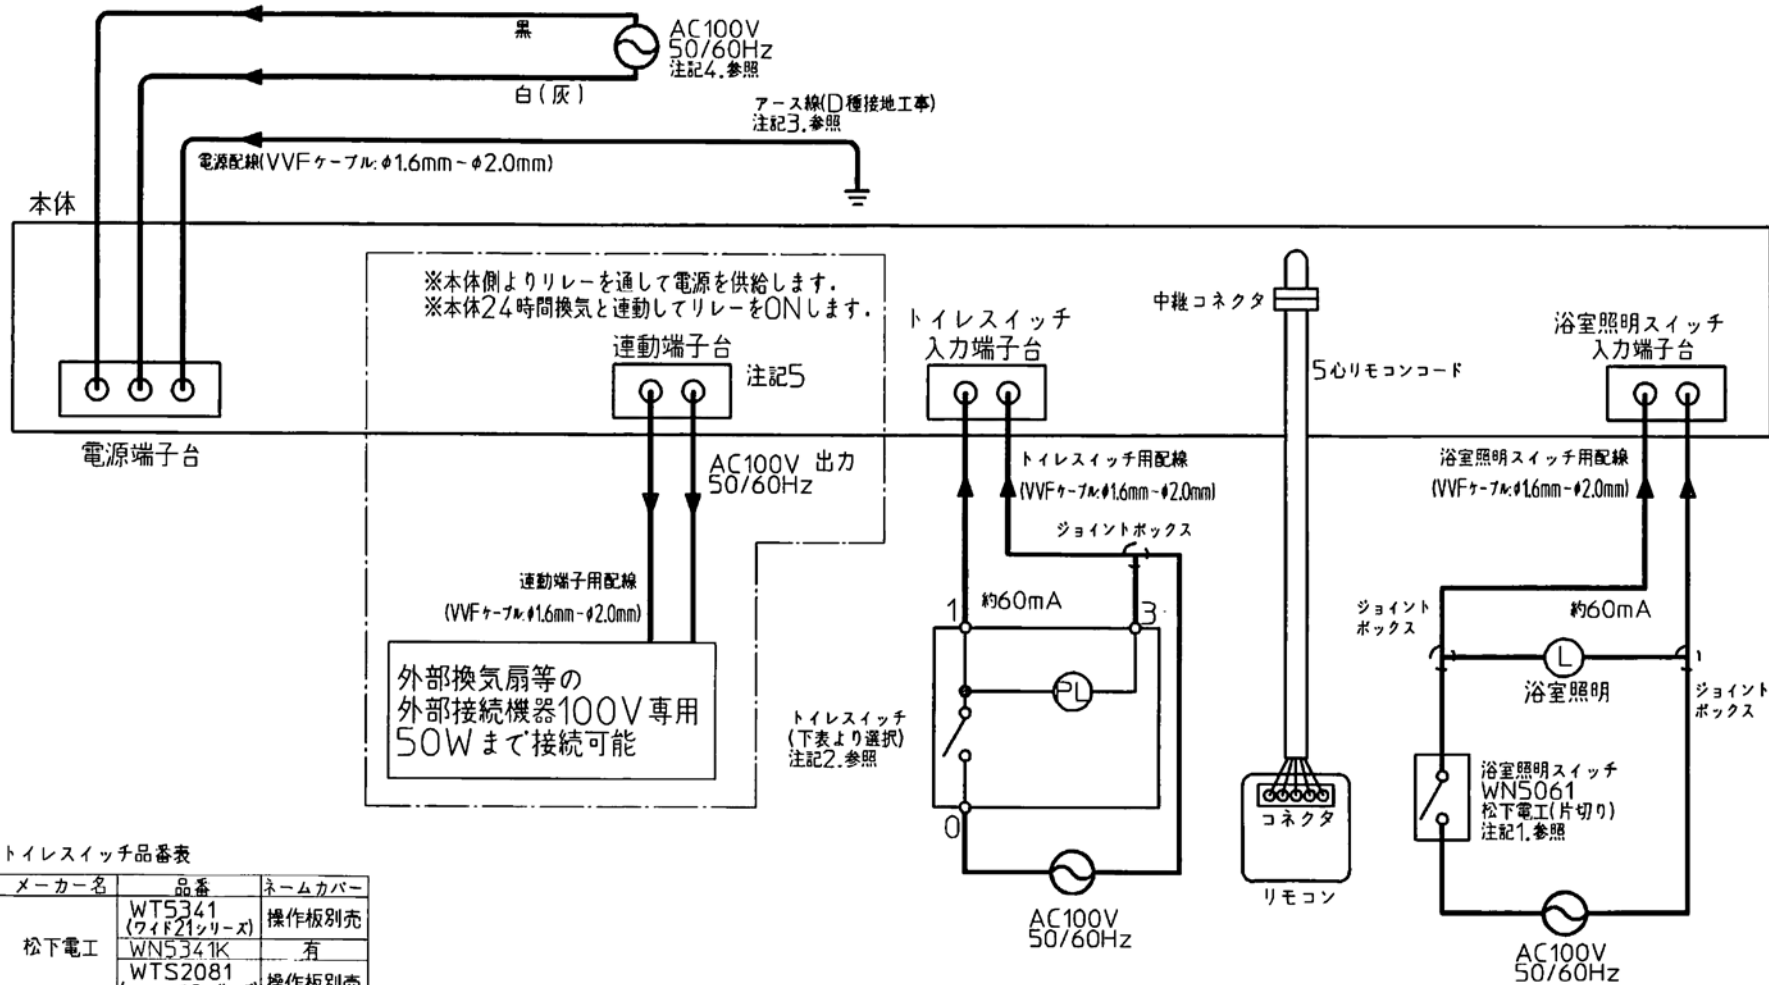 黒
AC100V
50/60Hz
注記4.参照
白(灰)
アース線(D種接地工事)
注記3.参照
電源配線(VVFケーブル:φ1.6mm~φ2.0mm)
本体
※本体側よりリレーを通して電源を供給します.
※本体24時間換気と連動してリレーをONします.
連動端子台
注記5
電源端子台
AC100V 出力
50/60Hz
連動端子用配線
(VVFケーブル:φ1.6mm~φ2.0mm)
外部換気扇等の
外部接続機器100V専用
50Wまで接続可能
トイレスイッチ
入力端子台
トイレスイッチ用配線
(VVFケーブル:φ1.6mm~φ2.0mm)
ジョイントボックス
1
約60mA
3
PL
トイレスイッチ
(下表より選択)
注記2.参照
0
AC100V
50/60Hz
中継コネクタ
5心リモコンコード
コネクタ
リモコン
浴室照明スイッチ
入力端子台
浴室照明スイッチ用配線
(VVFケーブル:φ1.6mm~φ2.0mm)
ジョイント
ボックス
約60mA
L
浴室照明
ジョイント
ボックス
浴室照明スイッチ
WN5061
松下電工(片切り)
注記1.参照
AC100V
50/60Hz
トイレスイッチ品番表
メーカー名 品番 ネームカバー
松下電工
WT5341
(ワイド21シリーズ)
操作板別売
WN5341K 有
WTS2081
操作板別売